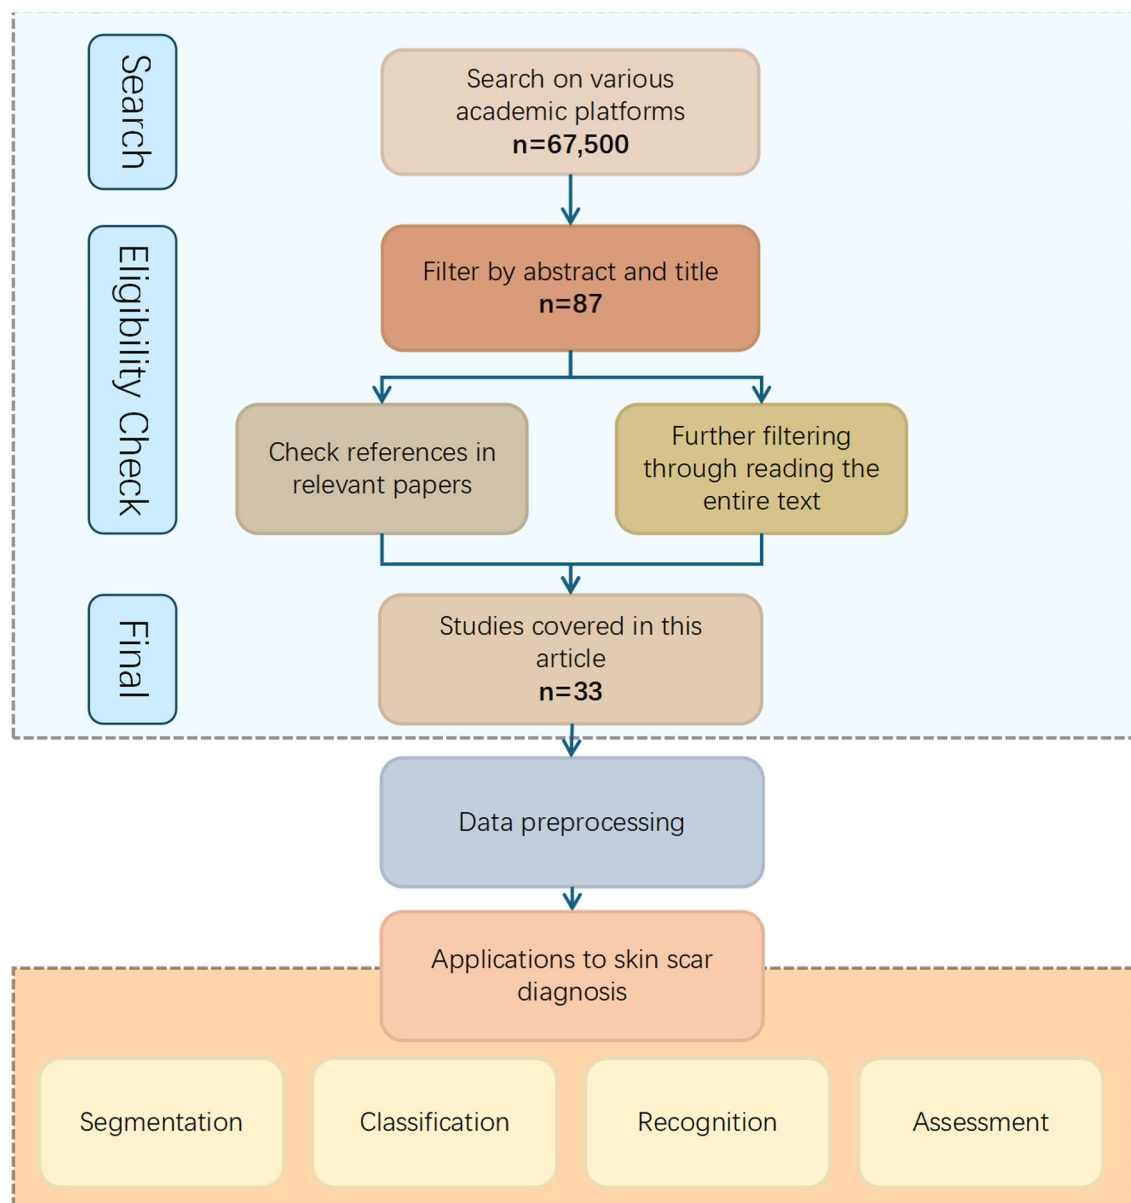 Search
Search on various
academic platforms
n=67,500
Eligibility Check
Filter by abstract and title
n=87
Check references in
relevant papers
Further filtering
through reading the
entire text
Final
Studies covered in this
article
n=33
Data preprocessing
Applications to skin scar
diagnosis
Segmentation
Classification
Recognition
Assessment